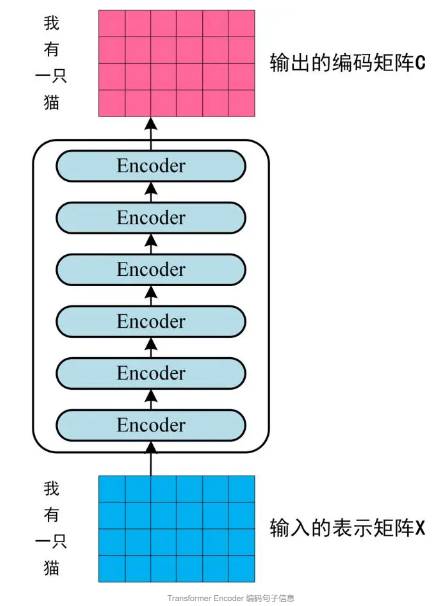 我
有
一只
猫
输出的编码矩阵C
Encoder
Encoder
Encoder
Encoder
Encoder
Encoder
我
有
一只
猫
输入的表示矩阵X
Transformer Encoder 编码句子信息